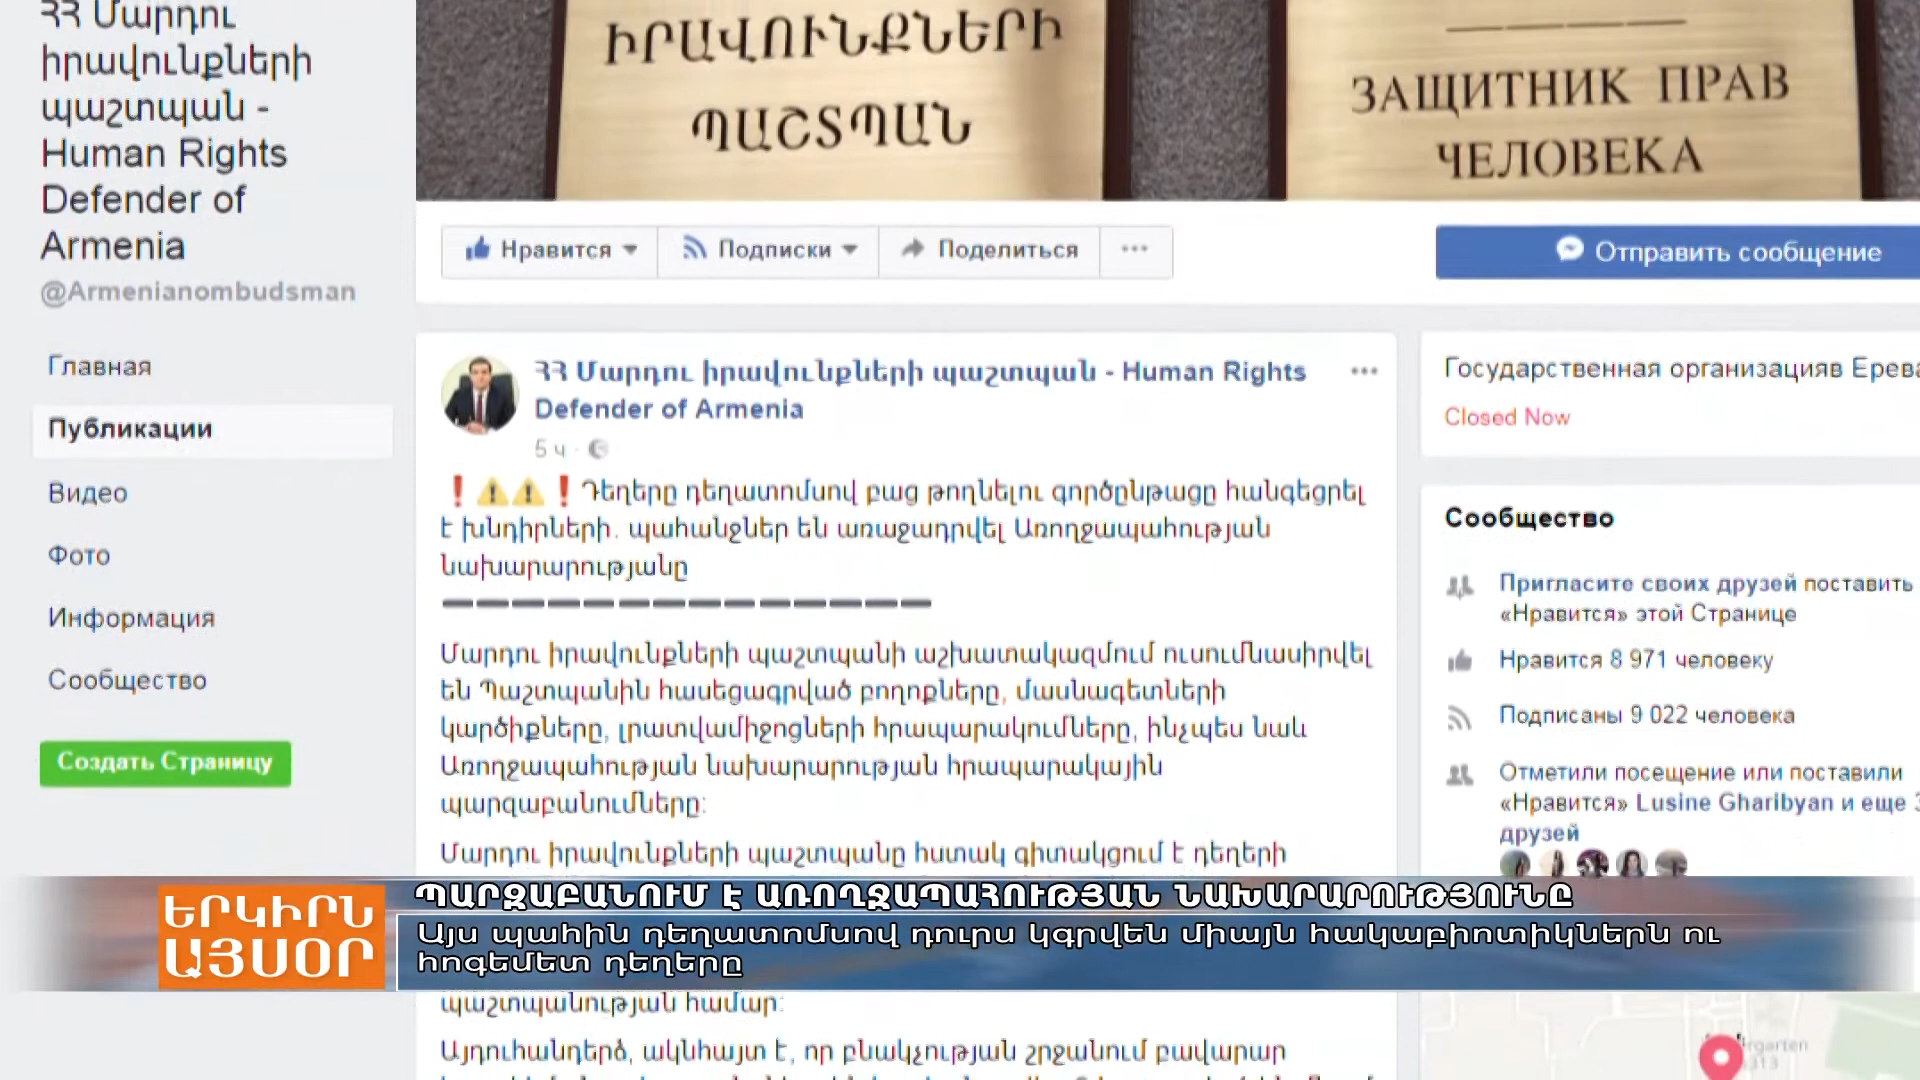 ՀՀ Մարդու
իրավունքների
պաշտպան -
Human Rights
Defender of
Armenia
@Armenianombudsman
Главная
Публикации
Видео
Фото
Информация
Сообщество
Создать Страницу
ԻՐԱՎՈՒՆՔՆԵՐԻ
ՊԱՇՏՊԱՆ
ЗАЩИТНИК ПРАВ
ЧЕЛОВЕКА
Нравится
Подписки
Поделиться
Отправить сообщение
ՀՀ Մարդու իրավունքների պաշտպան - Human Rights
Defender of Armenia
5 ч
❗⚠⚠❗Դեղերը դեղատոմսով բաց թողնելու գործընթացը հանգեցրել
է խնդիրների. պահանջներ են առաջադրվել Առողջապահության
նախարարությանը
Մարդու իրավունքների պաշտպանի աշխատակազմում ուսումնասիրվել
են Պաշտպանին հասեցագրված բողոքները, մասնագետների
կարծիքները, լրատվամիջոցների հրապարակումները, ինչպես նաև
Առողջապահության նախարարության հրապարակային
պարզաբանումները:
Մարդու իրավունքների պաշտպանը հստակ գիտակցում է դեղերի
պաշտպանության համար:
Այդուհանդերձ, ակնհայտ է, որ բնակչության շրջանում բավարար
Государственная организацияв Ерева
Closed Now
Сообщество
Пригласите своих друзей поставить
«Нравится» этой Странице
Нравится 8 971 человеку
Подписаны 9 022 человека
Отметили посещение или поставили
«Нравится» Lusine Gharibyan и еще 3
друзей
ԵՐԿԻՐՆ
ԱՅՍՕՐ
ՊԱՐԶԱԲԱՆՈՒՄ Է ԱՌՈՂՋԱՊԱՀՈՒԹՅԱՆ ՆԱԽԱՐԱՐՈՒԹՅՈՒՆԸ
Այս պահին դեղատոմսով դուրս կգրվեն միայն հակաբիոտիկներն ու
հոգեմետ դեղերը